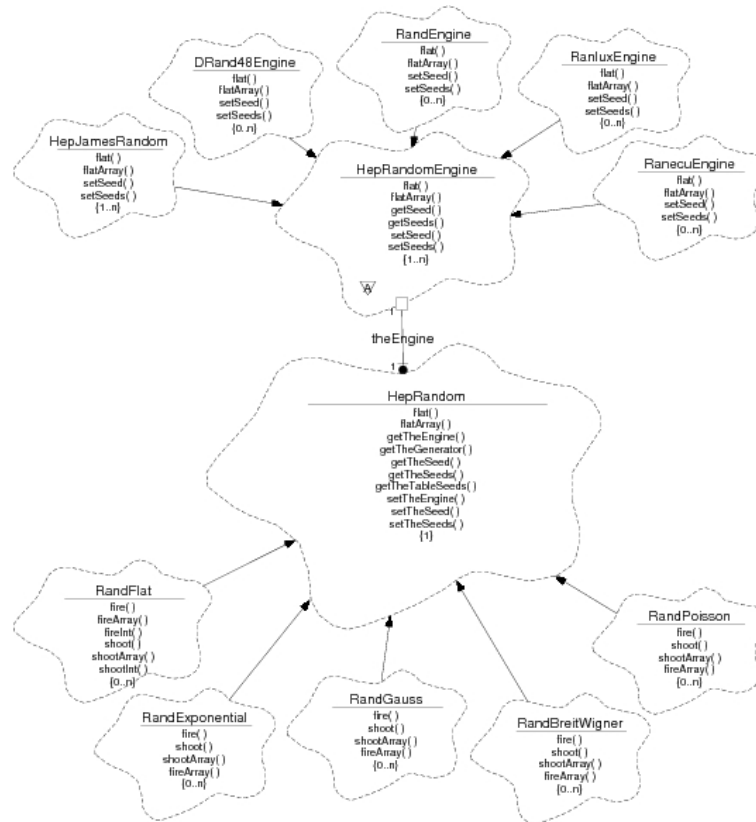 RandEngine
flat( )
flatArray( )
setSeed( )
setSeeds( )
{0..n}
DRand48Engine
flat( )
flatArray( )
setSeed( )
setSeeds( )
{0..n}
RanluxEngine
flat( )
flatArray( )
setSeed( )
setSeeds( )
{0..n}
HepJamesRandom
flat( )
flatArray( )
setSeed( )
setSeeds( )
{1..n}
HepRandomEngine
flat( )
flatArray( )
getSeed( )
getSeeds( )
setSeed( )
setSeeds( )
{1..n}
A
RanecuEngine
flat( )
flatArray( )
setSeed( )
setSeeds( )
{0..n}
1
theEngine
1
HepRandom
flat( )
flatArray( )
getTheEngine( )
getTheGenerator( )
getTheSeed( )
getTheSeeds( )
getTheTableSeeds( )
setTheEngine( )
setTheSeed( )
setTheSeeds( )
{1}
RandFlat
fire( )
fireArray( )
fireInt( )
shoot( )
shootArray( )
shootInt( )
{0..n}
RandPoisson
fire( )
shoot( )
shootArray( )
fireArray( )
{0..n}
RandExponential
fire( )
shoot( )
shootArray( )
fireArray( )
{0..n}
RandGauss
fire( )
shoot( )
shootArray( )
fireArray( )
{0..n}
RandBreitWigner
fire( )
shoot( )
shootArray( )
fireArray( )
{0..n}